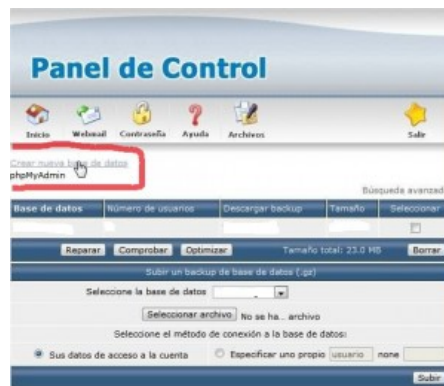 Panel de Control
Inicio Webmail Contraseña Ayuda Archivos Salir
Crear nueva base de datos
phpMyAdmin
Búsqueda avanzad
Base de datos Número de usuarios Descargar backup Tamaño Seleccionar
Reparar Comprobar Optimizar Tamaño total: 23.0 MB Borrar
Subir un backup de base de datos (.gz)
Seleccione la base de datos
Seleccionar archivo No se ha... archivo
Seleccione el método de conexión a la base de datos:
Sus datos de acceso a la cuenta Especificar uno propio usuario none
Subir